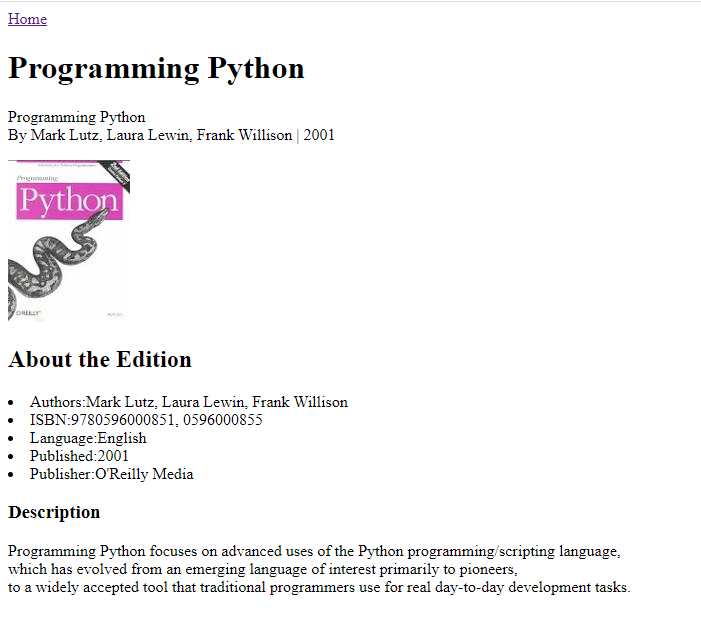 Home
Programming Python
Programming Python
By Mark Lutz, Laura Lewin, Frank Willison | 2001
Programming
Python
O'REILLY
About the Edition
Authors:Mark Lutz, Laura Lewin, Frank Willison
ISBN:9780596000851, 0596000855
Language:English
Published:2001
Publisher:O'Reilly Media
Description
Programming Python focuses on advanced uses of the Python programming/scripting language,
which has evolved from an emerging language of interest primarily to pioneers,
to a widely accepted tool that traditional programmers use for real day-to-day development tasks.